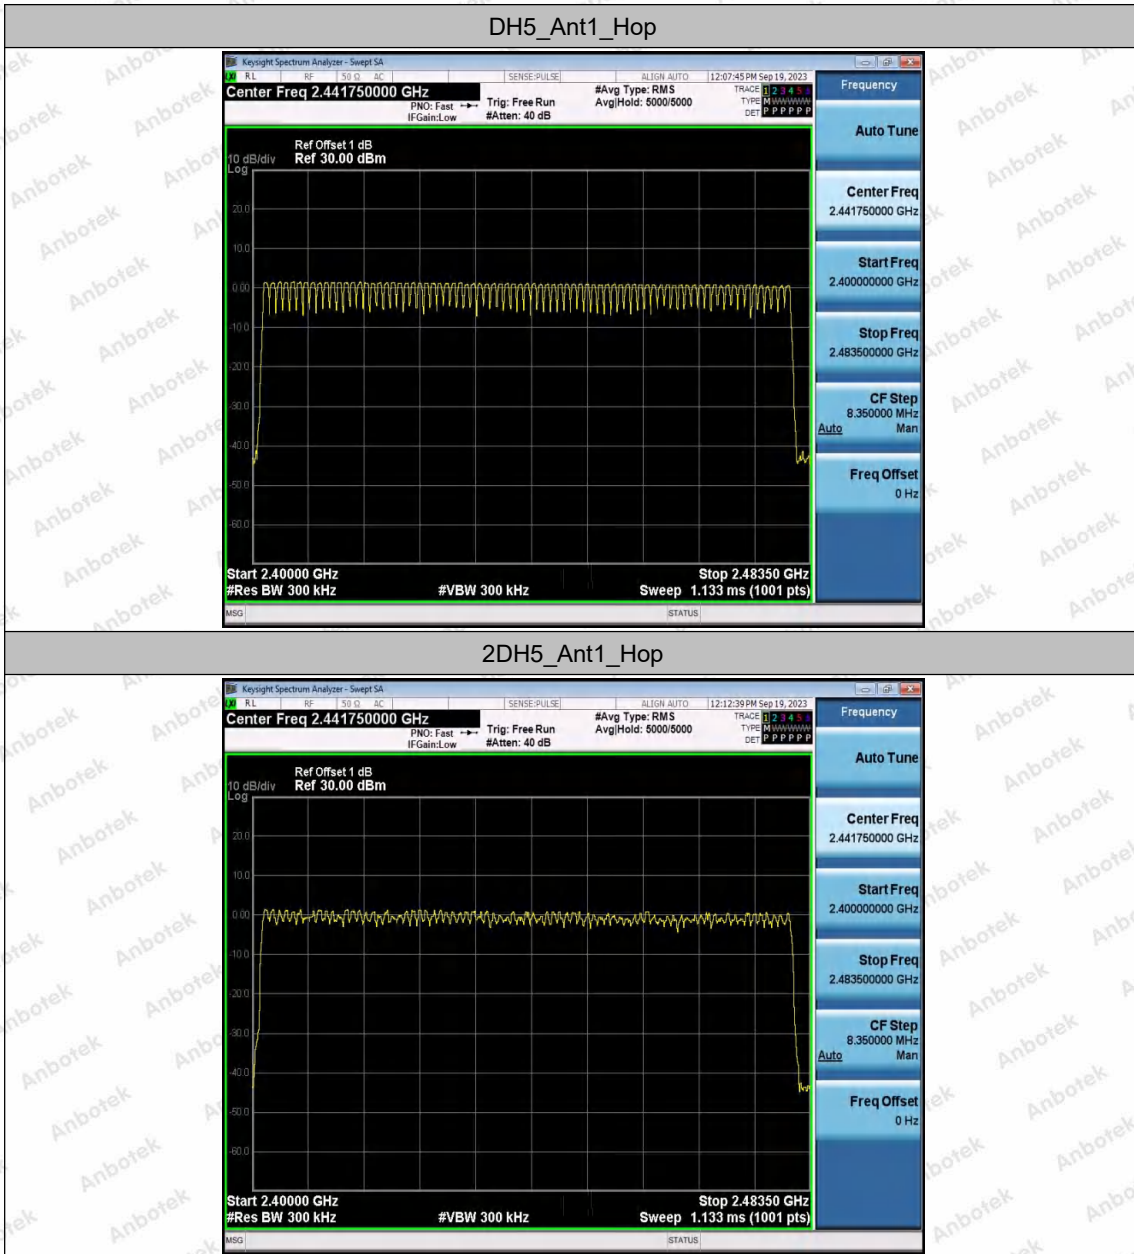 DH5_Ant1_Hop
Keysight Spectrum Analyzer - Swept SA
RL RF 50 Ω AC SENSE:PULSE ALIGN AUTO 12:07:45 PM Sep 19, 2023
Center Freq 2.441750000 GHz
PNO: Fast
IFGain:Low
Trig: Free Run
#Atten: 40 dB
#Avg Type: RMS
Avg|Hold: 5000/5000
TRACE 1 2 3 4 5 6
TYPE M W W W W W
DET P P P P P P
Ref Offset 1 dB
10 dB/div Ref 30.00 dBm
Log
20.0
10.0
0.00
-10.0
-20.0
-30.0
-40.0
-50.0
-60.0
Start 2.40000 GHz Stop 2.48350 GHz
#Res BW 300 kHz #VBW 300 kHz Sweep 1.133 ms (1001 pts)
MSG STATUS
Frequency
Auto Tune
Center Freq
2.441750000 GHz
Start Freq
2.400000000 GHz
Stop Freq
2.483500000 GHz
CF Step
8.350000 MHz
Auto Man
Freq Offset
0 Hz
2DH5_Ant1_Hop
Keysight Spectrum Analyzer - Swept SA
RL RF 50 Ω AC SENSE:PULSE ALIGN AUTO 12:12:39 PM Sep 19, 2023
Center Freq 2.441750000 GHz
PNO: Fast
IFGain:Low
Trig: Free Run
#Atten: 40 dB
#Avg Type: RMS
Avg|Hold: 5000/5000
TRACE 1 2 3 4 5 6
TYPE M W W W W W
DET P P P P P P
Ref Offset 1 dB
10 dB/div Ref 30.00 dBm
Log
20.0
10.0
0.00
-10.0
-20.0
-30.0
-40.0
-50.0
-60.0
Start 2.40000 GHz Stop 2.48350 GHz
#Res BW 300 kHz #VBW 300 kHz Sweep 1.133 ms (1001 pts)
MSG STATUS
Frequency
Auto Tune
Center Freq
2.441750000 GHz
Start Freq
2.400000000 GHz
Stop Freq
2.483500000 GHz
CF Step
8.350000 MHz
Auto Man
Freq Offset
0 Hz
Anbotek